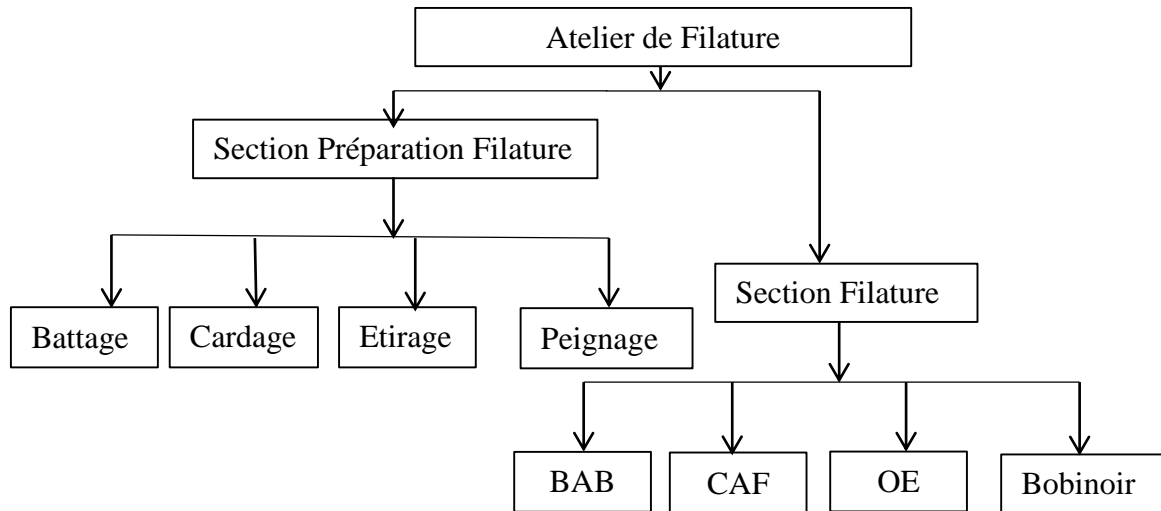 Atelier de Filature
Section Préparation Filature
Section Filature
Battage
Cardage
Etirage
Peignage
BAB
CAF
OE
Bobinoir